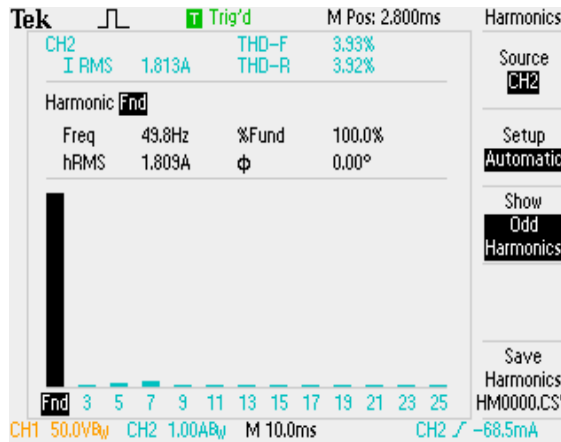 Tek T Trig'd M Pos: 2.800ms Harmonics
CH2 THD-F 3.93%
I RMS 1.813A THD-R 3.92%
Source
CH2
Harmonic Fnd
Freq 49.8Hz %Fund 100.0%
hRMS 1.809A ϕ 0.00°
Setup
Automatic
Show
Odd
Harmonics
Save
Harmonics
HM0000.CS
Fnd 3 5 7 9 11 13 15 17 19 21 23 25
CH1 50.0VBW CH2 1.00ABW M 10.0ms CH2 -68.5mA